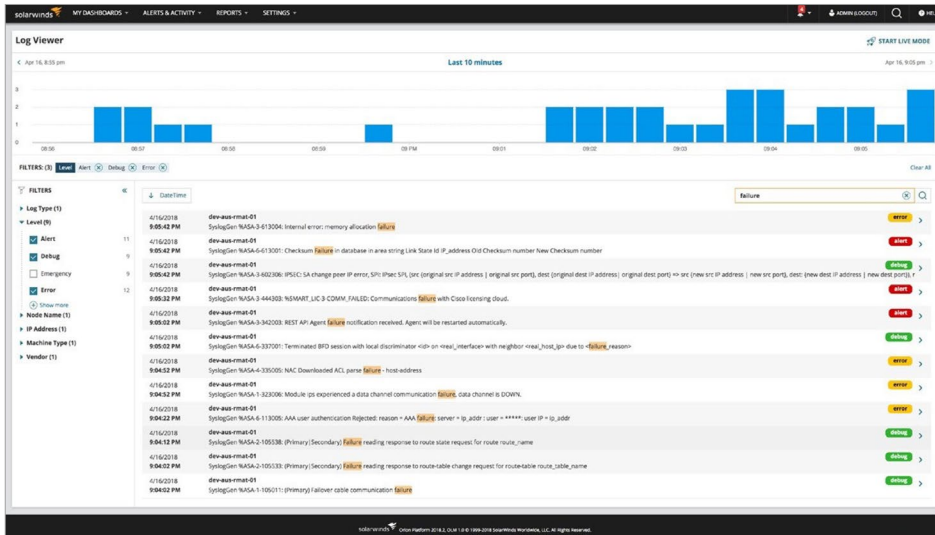 solarwinds MY DASHBOARDS ALERTS & ACTIVITY REPORTS SETTINGS ADMIN (LOGOUT)
Log Viewer START LIVE MODE
Apr 16, 8:55 pm Last 10 minutes Apr 16, 9:05 pm
3
2
1
0
08:56 08:57 08:58 08:59 09 PM 09:01 09:02 09:03 09:04 09:05
FILTERS: (3) Level Alert Debug Error Clear All
FILTERS
Log Type (1)
Level (9)
Alert 11
Debug 9
Emergency 9
Error 12
Show more
Node Name (1)
IP Address (1)
Machine Type (1)
Vendor (1)
DateTime failure
4/16/2018 dev-aus-rmat-01 error
9:05:42 PM SyslogGen %ASA-3-613004: Internal error: memory allocation failure
4/16/2018 dev-aus-rmat-01 alert
9:05:42 PM SyslogGen %ASA-6-613001: Checksum Failure in database in area string Link State Id IP_address Old Checksum number New Checksum number
4/16/2018 dev-aus-rmat-01 debug
9:05:42 PM SyslogGen %ASA-3-602306: IPSEC: SA change peer IP error, SPI: IPsec SPI, (src {original src IP address | original src port}, dest {original dest IP address| original dest port} => src {new src IP address | new src port}, dest: {new dest IP address | new dest port}), r
4/16/2018 dev-aus-rmat-01 alert
9:05:32 PM SyslogGen %ASA-3-444303: %SMART_LIC-3-COMM_FAILED: Communications failure with Cisco licensing cloud.
4/16/2018 dev-aus-rmat-01 alert
9:05:02 PM SyslogGen %ASA-3-342003: REST API Agent failure notification received. Agent will be restarted automatically.
4/16/2018 dev-aus-rmat-01 debug
9:05:02 PM SyslogGen %ASA-6-337001: Terminated BFD session with local discriminator <id> on <real_interface> with neighbor <real_host_ip> due to <failure_reason>
4/16/2018 dev-aus-rmat-01 error
9:04:52 PM SyslogGen %ASA-4-335005: NAC Downloaded ACL parse failure - host-address
4/16/2018 dev-aus-rmat-01 error
9:04:52 PM SyslogGen %ASA-1-323006: Module ips experienced a data channel communication failure, data channel is DOWN.
4/16/2018 dev-aus-rmat-01 error
9:04:22 PM SyslogGen %ASA-6-113005: AAA user authentication Rejected: reason = AAA failure: server = ip_addr : user = *****: user IP = ip_addr
4/16/2018 dev-aus-rmat-01 debug
9:04:12 PM SyslogGen %ASA-2-105538: (Primary|Secondary) Failure reading response to route state request for route route_name
4/16/2018 dev-aus-rmat-01 debug
9:04:02 PM SyslogGen %ASA-2-105533: (Primary|Secondary) Failure reading response to route-table change request for route-table route_table_name
4/16/2018 dev-aus-rmat-01 debug
9:04:02 PM SyslogGen %ASA-1-105011: (Primary) Failover cable communication failure
solarwinds Orion Platform 2018.2, OLM 1.0 © 1999-2018 SolarWinds Worldwide, LLC. All Rights Reserved.